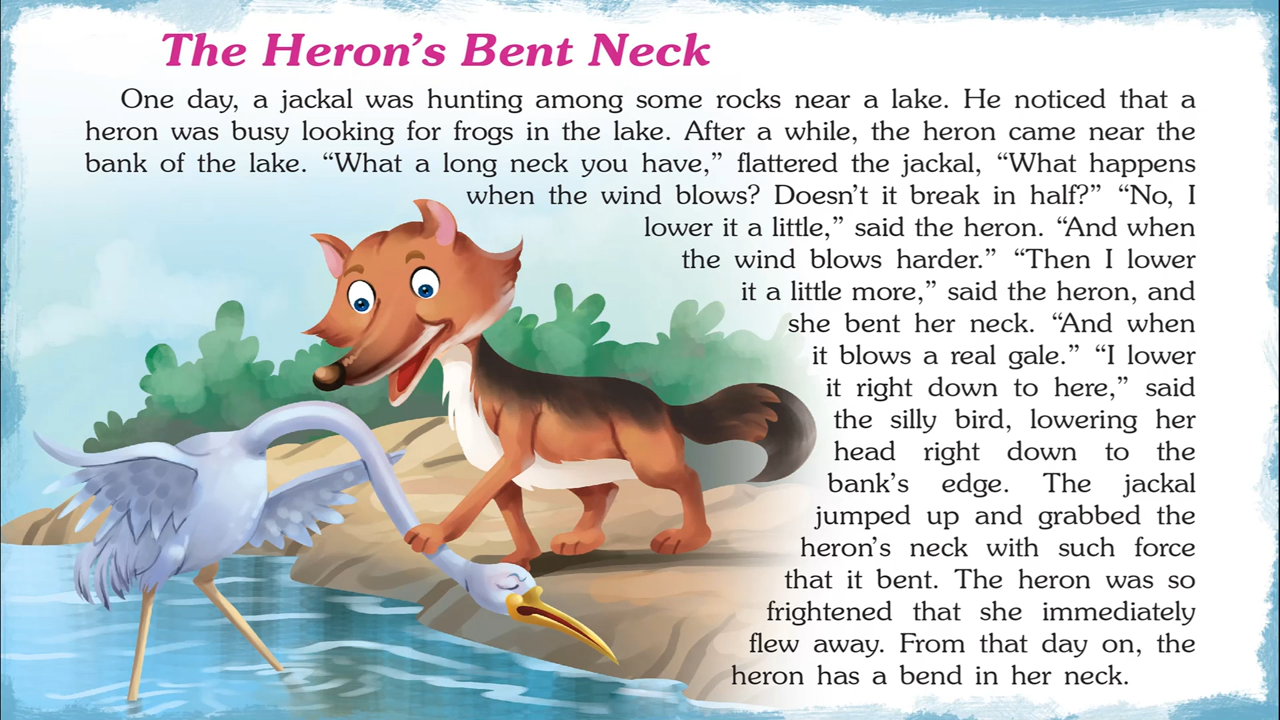 The Heron's Bent Neck
One day, a jackal was hunting among some rocks near a lake. He noticed that a
heron was busy looking for frogs in the lake. After a while, the heron came near the
bank of the lake. “What a long neck you have,” flattered the jackal, “What happens
when the wind blows? Doesn't it break in half?” “No, I
lower it a little,” said the heron. “And when
the wind blows harder.” “Then I lower
it a little more,” said the heron, and
she bent her neck. “And when
it blows a real gale.” “I lower
it right down to here,” said
the silly bird, lowering her
head right down to the
bank's edge. The jackal
jumped up and grabbed the
heron's neck with such force
that it bent. The heron was so
frightened that she immediately
flew away. From that day on, the
heron has a bend in her neck.